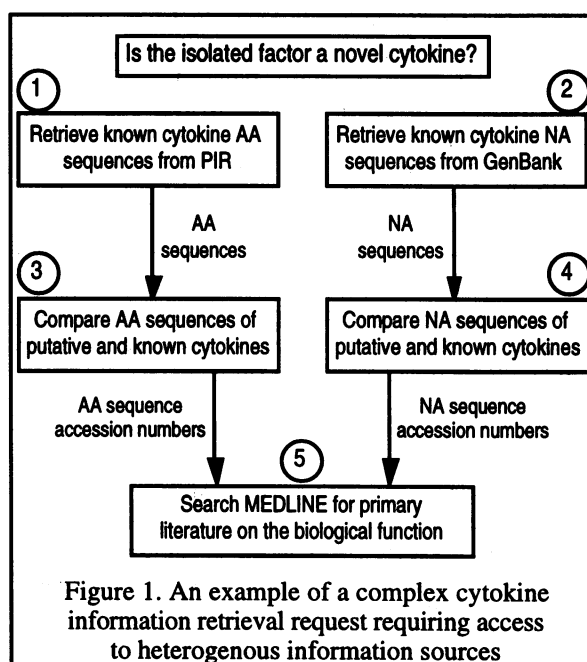 Is the isolated factor a novel cytokine?
1
2
Retrieve known cytokine AA
sequences from PIR
Retrieve known cytokine NA
sequences from GenBank
AA
sequences
NA
sequences
3
4
Compare AA sequences of
putative and known cytokines
Compare NA sequences of
putative and known cytokines
AA sequence
accession numbers
NA sequence
accession numbers
5
Search MEDLINE for primary
literature on the biological function
Figure 1. An example of a complex cytokine
information retrieval request requiring access
to heterogenous information sources